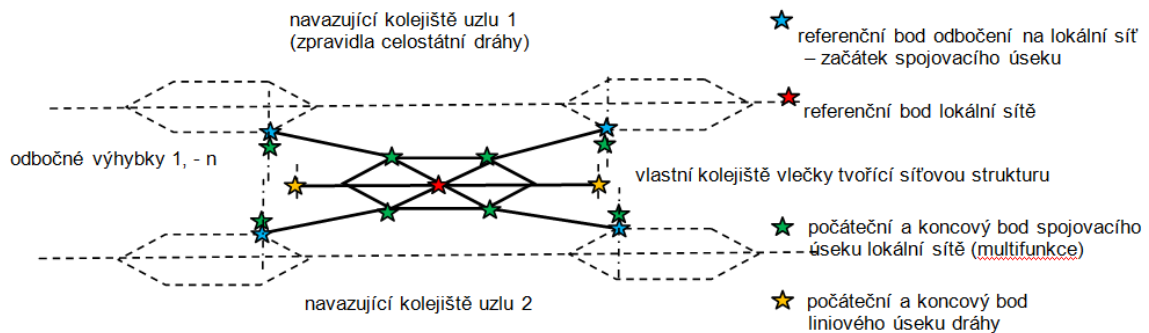 navazující kolejiště uzlu 1
(zpravidla celostátní dráhy)
referenční bod odbočení na lokální síť
– začátek spojovacího úseku
referenční bod lokální sítě
odbočné výhybky 1, - n
vlastní kolejiště vlečky tvořící síťovou strukturu
počáteční a koncový bod spojovacího
úseku lokální sítě (multifunkce)
navazující kolejiště uzlu 2
počáteční a koncový bod
liniového úseku dráhy